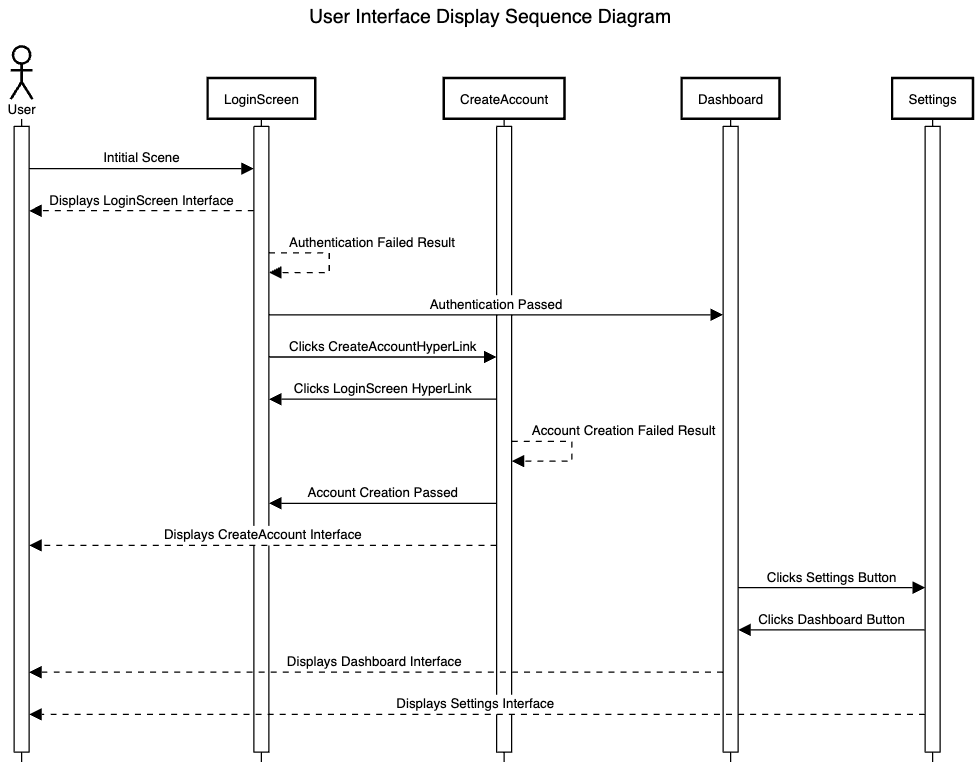 User Interface Display Sequence Diagram
User
LoginScreen
CreateAccount
Dashboard
Settings
Intitial Scene
Displays LoginScreen Interface
Authentication Failed Result
Authentication Passed
Clicks CreateAccountHyperLink
Clicks LoginScreen HyperLink
Account Creation Failed Result
Account Creation Passed
Displays CreateAccount Interface
Clicks Settings Button
Clicks Dashboard Button
Displays Dashboard Interface
Displays Settings Interface